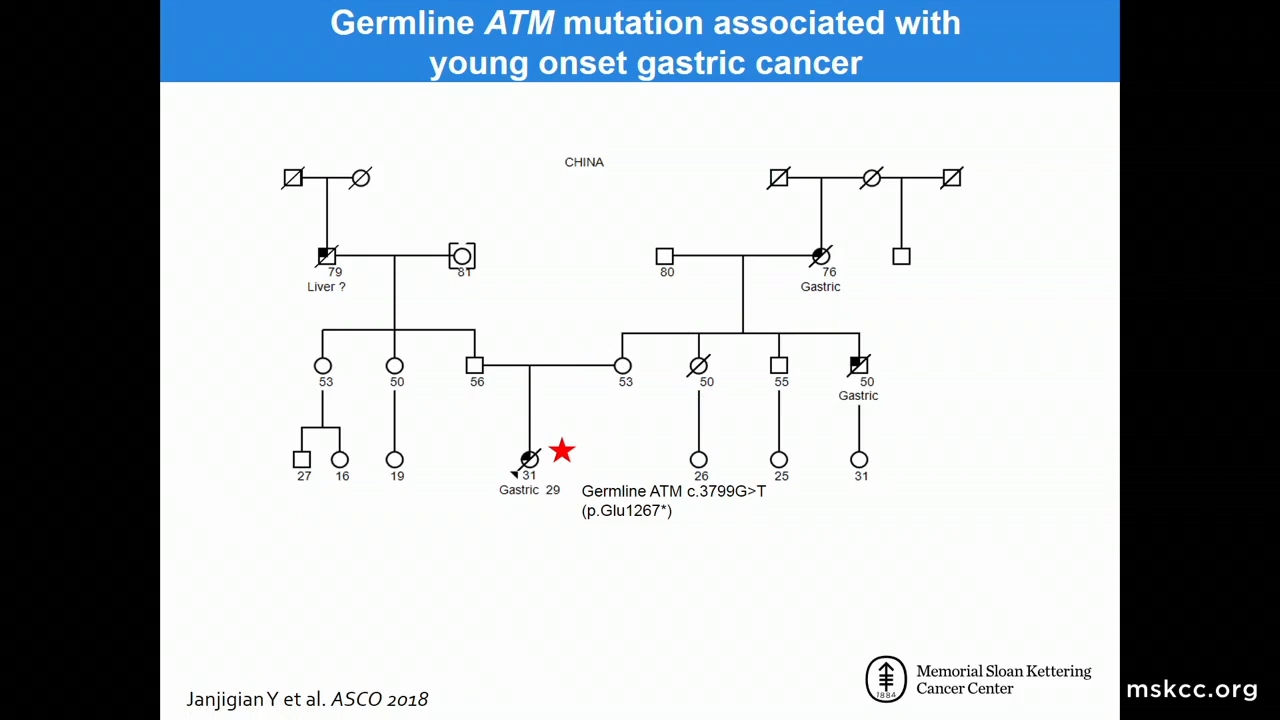 Germline ATM mutation associated with
young onset gastric cancer
CHINA
79
Liver ?
81
80
76
Gastric
53
50
56
53
50
55
50
Gastric
27
16
19
31
Gastric 29
26
25
31
Germline ATM c.3799G>T
(p.Glu1267*)
Janjigian Y et al. ASCO 2018
1884
Memorial Sloan Kettering
Cancer Center
mskcc.org